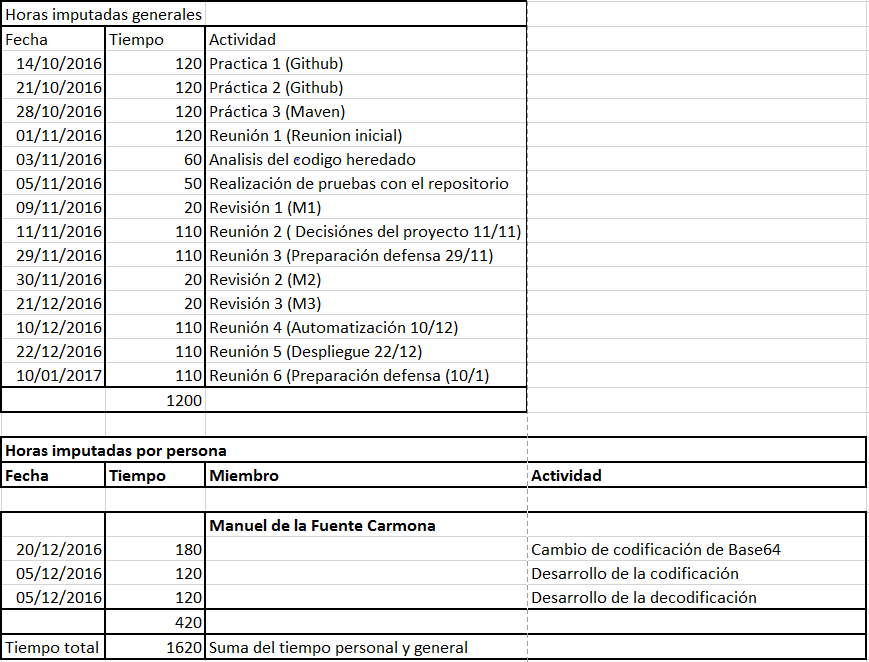 Horas imputadas generales
Fecha Tiempo Actividad
14/10/2016 120 Practica 1 (Github)
21/10/2016 120 Práctica 2 (Github)
28/10/2016 120 Práctica 3 (Maven)
01/11/2016 120 Reunión 1 (Reunion inicial)
03/11/2016 60 Analisis del codigo heredado
05/11/2016 50 Realización de pruebas con el repositorio
09/11/2016 20 Revisión 1 (M1)
11/11/2016 110 Reunión 2 ( Decisiónes del proyecto 11/11)
29/11/2016 110 Reunión 3 (Preparación defensa 29/11)
30/11/2016 20 Revisión 2 (M2)
21/12/2016 20 Revisión 3 (M3)
10/12/2016 110 Reunión 4 (Automatización 10/12)
22/12/2016 110 Reunión 5 (Despliegue 22/12)
10/01/2017 110 Reunión 6 (Preparación defensa (10/1)
1200
Horas imputadas por persona
Fecha Tiempo Miembro Actividad
Manuel de la Fuente Carmona
20/12/2016 180 Cambio de codificación de Base64
05/12/2016 120 Desarrollo de la codificación
05/12/2016 120 Desarrollo de la decodificación
420
Tiempo total 1620 Suma del tiempo personal y general